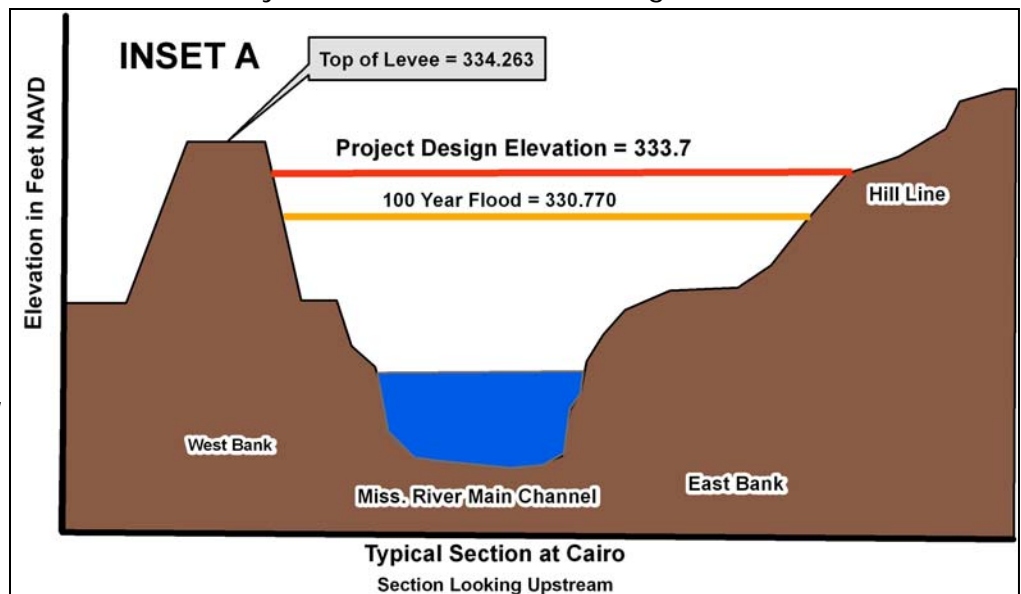 INSET A
Top of Levee = 334.263
Elevation in Feet NAVD
Project Design Elevation = 333.7
100 Year Flood = 330.770
Hill Line
West Bank
Miss. River Main Channel
East Bank
Typical Section at Cairo
Section Looking Upstream